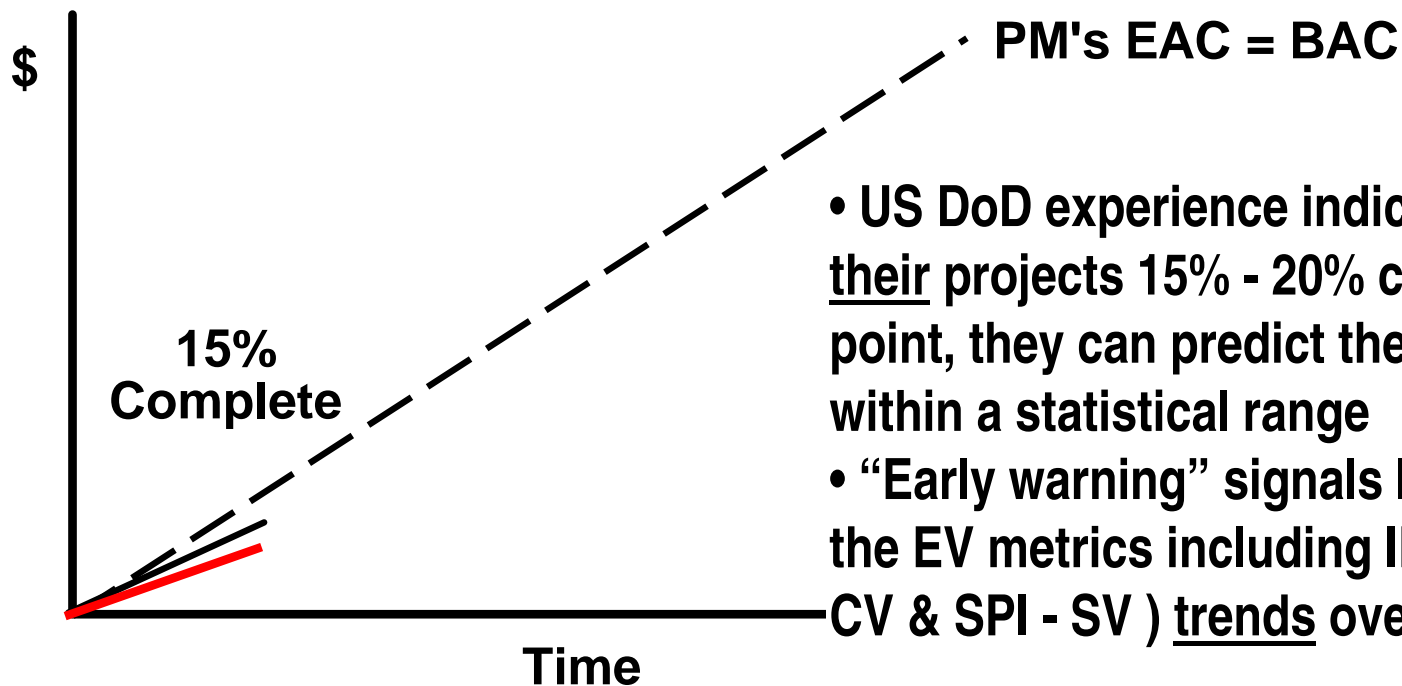 $
PM's EAC = BAC
• US DoD experience indic
their projects 15% - 20% c
point, they can predict the
within a statistical range
• “Early warning” signals
the EV metrics including
CV & SPI - SV ) trends ove
15%
Complete
Time